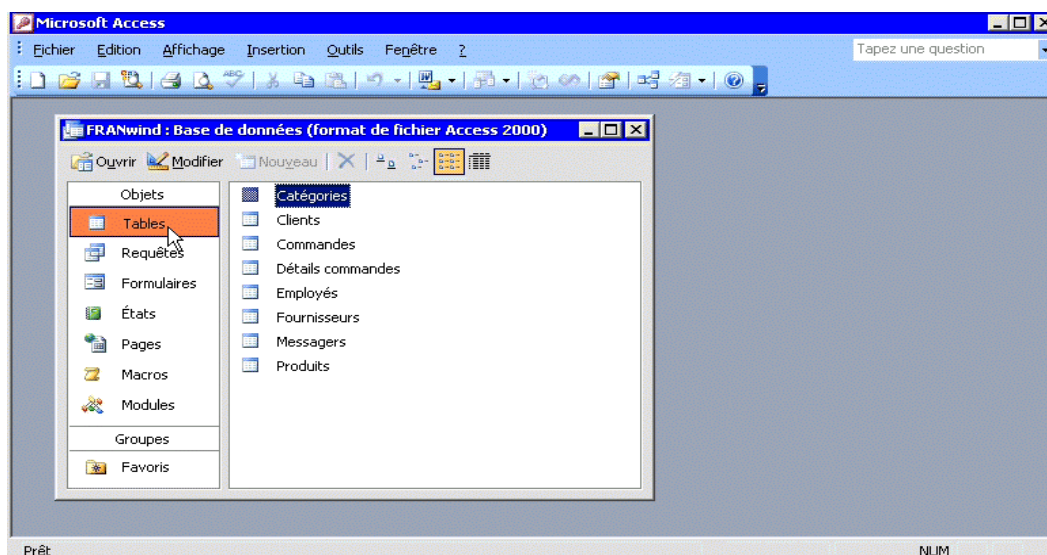 Microsoft Access
Fichier Edition Affichage Insertion Outils Fenêtre ? Tapez une question
FRANwind : Base de données (format de fichier Access 2000)
Ouvrir Modifier Nouveau
Objets
Tables
Requêtes
Formulaires
États
Pages
Macros
Modules
Groupes
Favoris
Catégories
Clients
Commandes
Détails commandes
Employés
Fournisseurs
Messagers
Produits
Prêt NUM